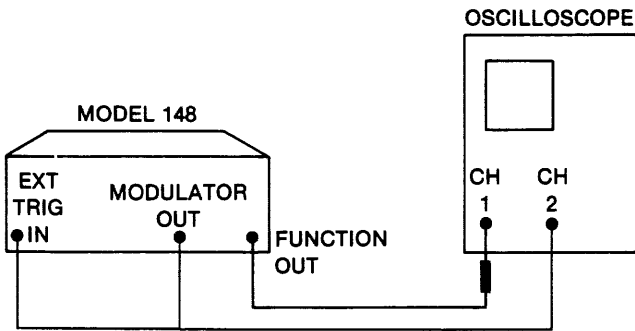 OSCILLOSCOPE
MODEL 148
EXT
TRIG
IN
MODULATOR
OUT
FUNCTION
OUT
CH
1
CH
2